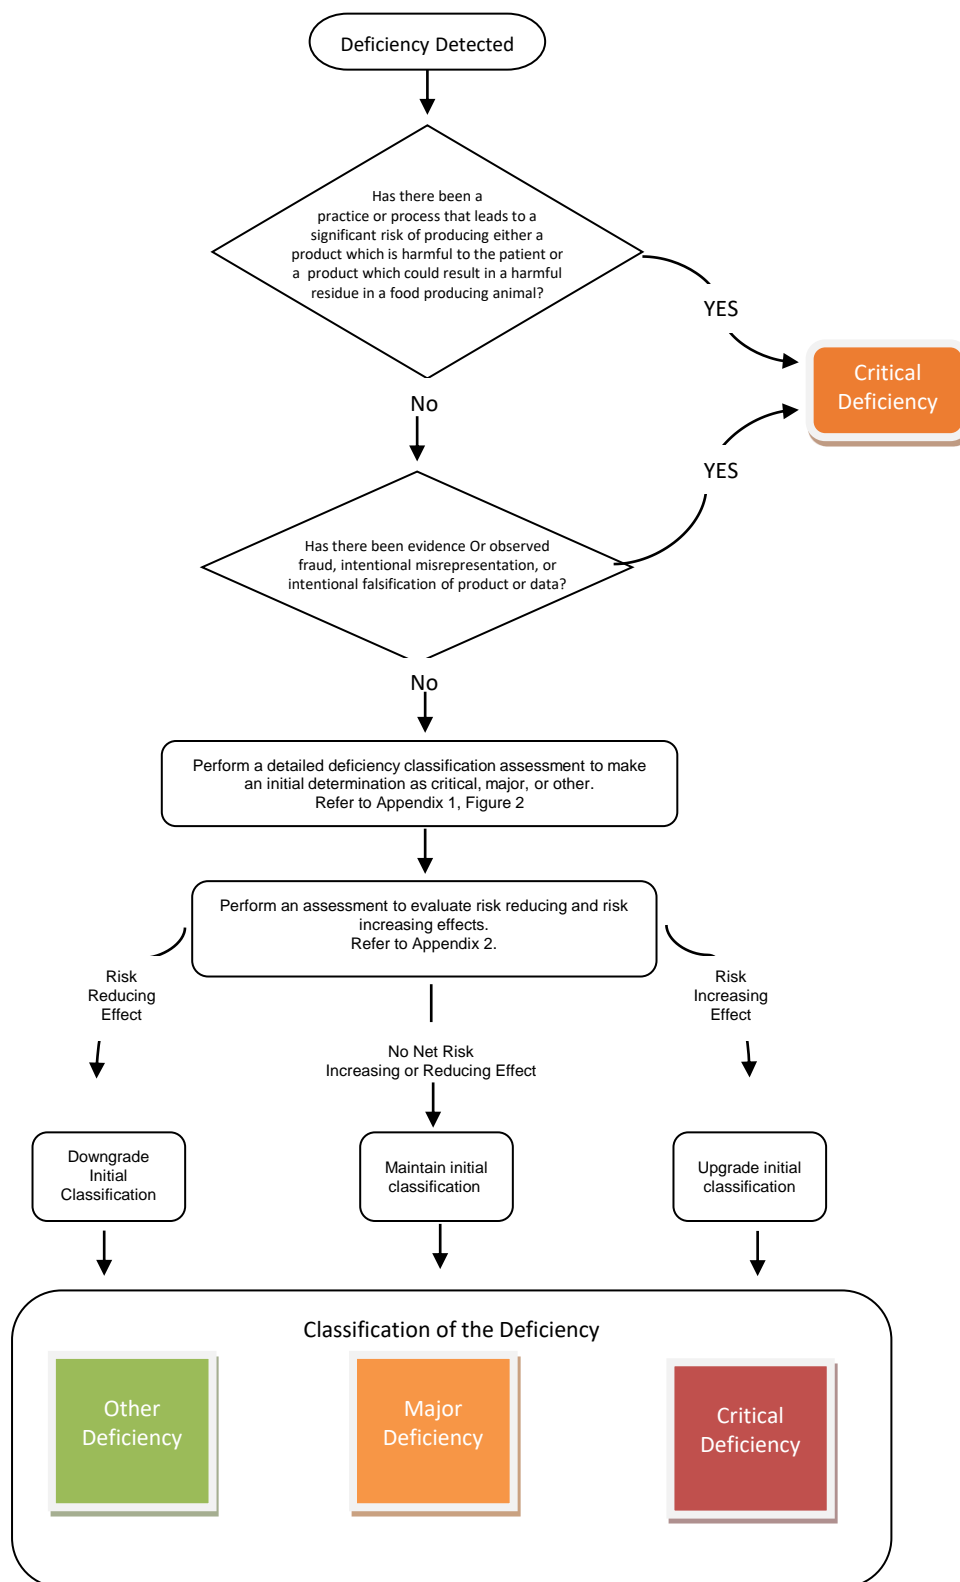 Deficiency Detected
Has there been a
practice or process that leads to a
significant risk of producing either a
product which is harmful to the patient or
a product which could result in a harmful
residue in a food producing animal?
YES
Critical
Deficiency
No
YES
Has there been evidence Or observed
fraud, intentional misrepresentation, or
intentional falsification of product or data?
No
Perform a detailed deficiency classification assessment to make
an initial determination as critical, major, or other.
Refer to Appendix 1, Figure 2
Perform an assessment to evaluate risk reducing and risk
increasing effects.
Refer to Appendix 2.
Risk
Reducing
Effect
No Net Risk
Increasing or Reducing Effect
Risk
Increasing
Effect
Downgrade
Initial
Classification
Maintain initial
classification
Upgrade initial
classification
Classification of the Deficiency
Other
Deficiency
Major
Deficiency
Critical
Deficiency